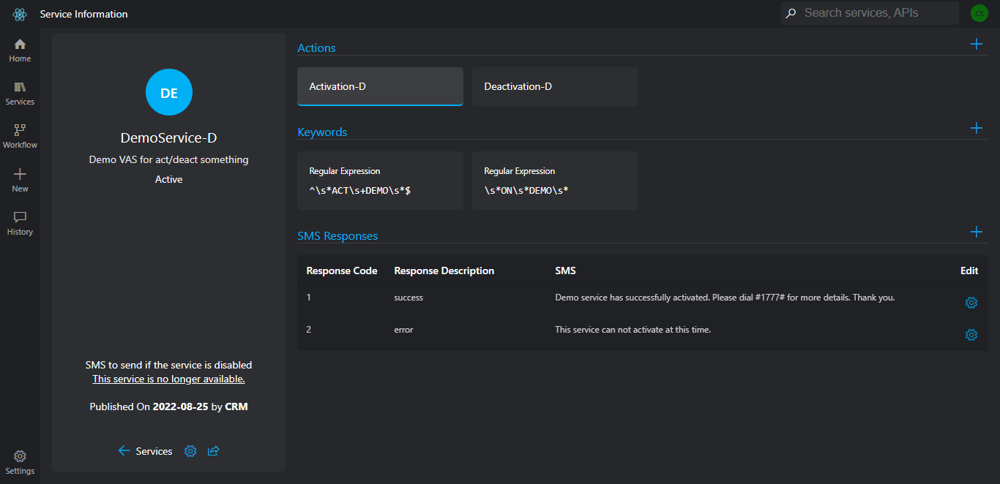 Service Information
Search services, APIs
CS
Home
Services
Workflow
New
History
Settings
DE
DemoService-D
Demo VAS for act/deact something
Active
SMS to send if the service is disabled
This service is no longer available.
Published On 2022-08-25 by CRM
Services
Actions
Activation-D
Deactivation-D
Keywords
Regular Expression
^\s*ACT\s+DEMO\s*$
Regular Expression
\s*ON\s*DEMO\s*
SMS Responses
Response Code Response Description SMS Edit
1 success Demo service has successfully activated. Please dial #1777# for more details. Thank you.
2 error This service can not activate at this time.